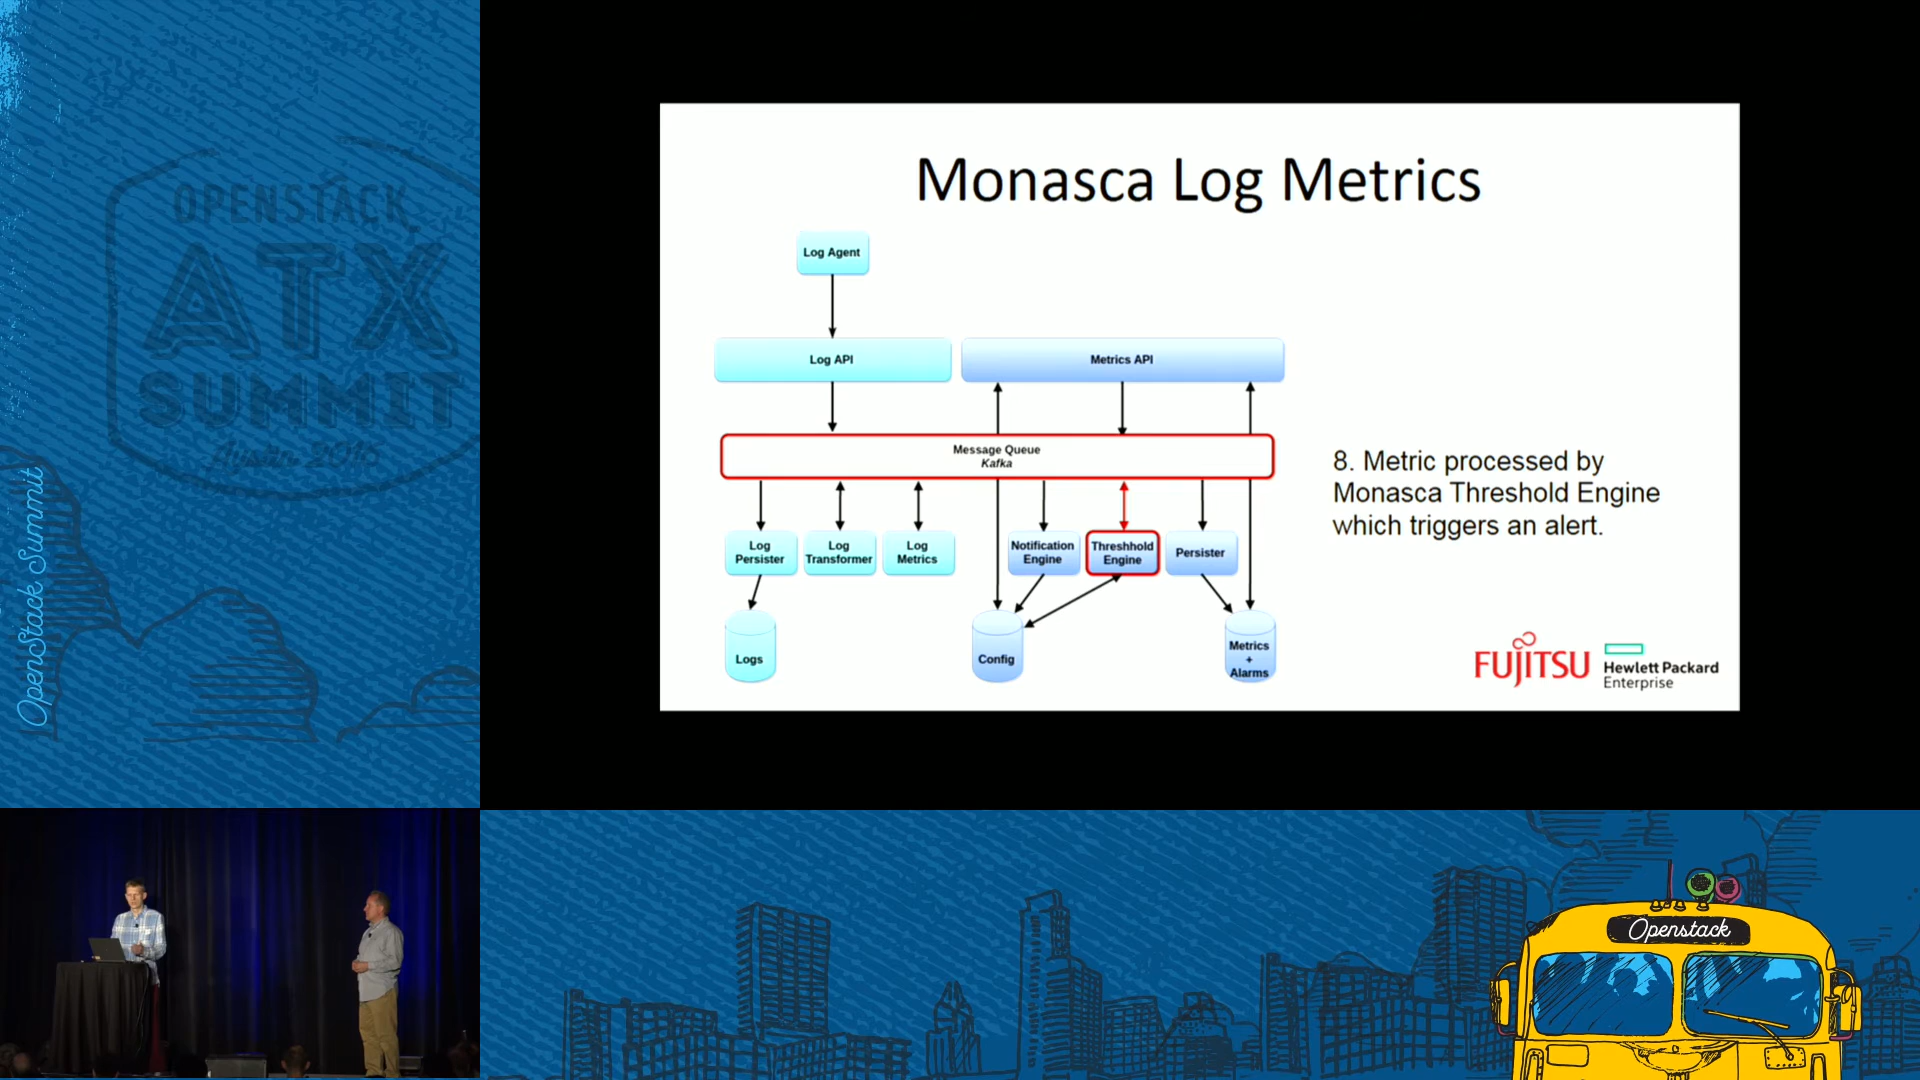 OPENSTACK
ATX
SUMMIT
Austin 2016
OpenStack Summit
Monasca Log Metrics
Log Agent
Log API
Metrics API
Message Queue
Kafka
Log
Persister
Log
Transformer
Log
Metrics
Notification
Engine
Threshhold
Engine
Persister
Logs
Config
Metrics
+
Alarms
8. Metric processed by
Monasca Threshold Engine
which triggers an alert.
FUJITSU
Hewlett Packard
Enterprise
Openstack